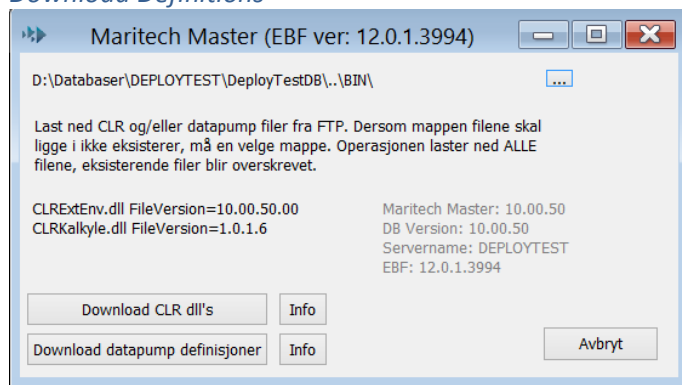 Download Definitions
Maritech Master (EBF ver: 12.0.1.3994)
D:\Databaser\DEPLOYTEST\DeployTestDB\..\BIN\
...
Last ned CLR og/eller datapump filer fra FTP. Dersom mappen filene skal
ligge i ikke eksisterer, må en velge mappe. Operasjonen laster ned ALLE
filene, eksisterende filer blir overskrevet.
CLRExtEnv.dll FileVersion=10.00.50.00
CLRKalkyle.dll FileVersion=1.0.1.6
Maritech Master: 10.00.50
DB Version: 10.00.50
Servername: DEPLOYTEST
EBF: 12.0.1.3994
Download CLR dll's
Info
Download datapump definisjoner
Info
Avbryt